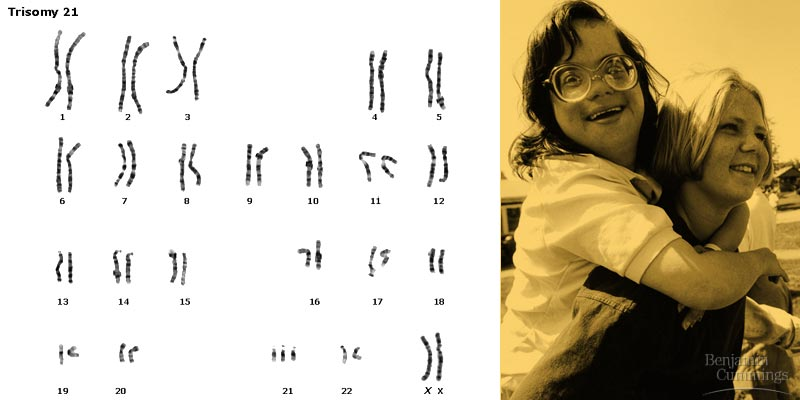 Trisomy 21
1 2 3 4 5
6 7 8 9 10 11 12
13 14 15 16 17 18
19 20 21 22 X X
Benjamin
Cummings